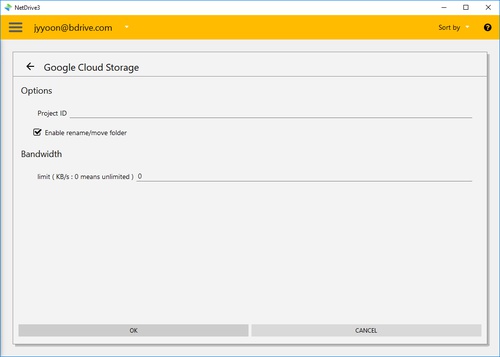 NetDrive3
jyyoon@bdrive.com
Sort by
?
Google Cloud Storage
Options
Project ID
Enable rename/move folder
Bandwidth
limit ( KB/s : 0 means unlimited ) 0
OK
CANCEL